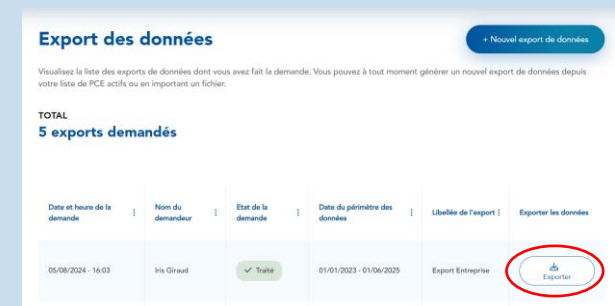 Export des données
+ Nouvel export de données
Visualisez la liste des exports de données dont vous avez fait la demande. Vous pouvez à tout moment générer un nouvel export de données depuis
votre liste de PCE actifs ou en important un fichier.
TOTAL
5 exports demandés
Date et heure de la demande
Nom du demandeur
Etat de la demande
Date du périmètre des données
Libellée de l'export
Exporter les données
05/08/2024 - 16:03
Iris Giraud
✓ Traité
01/01/2023 - 01/06/2025
Export Entreprise
Exporter